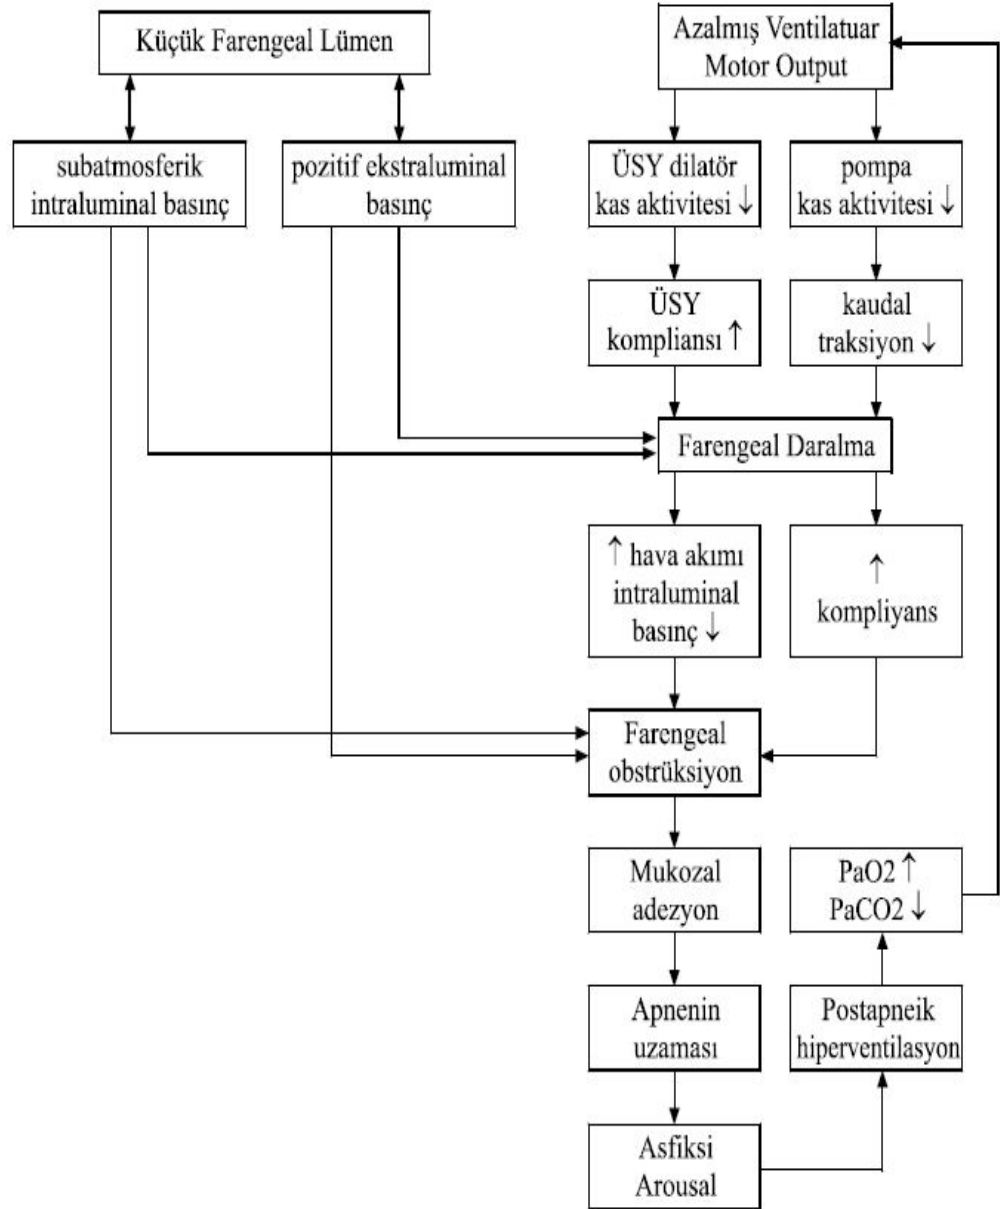 Küçük Farengeal Lümen
Azalmış Ventilatuar
Motor Output
subatmosferik
intraluminal basınç
pozitif ekstraluminal
basınç
ÜSY dilatör
kas aktivitesi ↓
pompa
kas aktivitesi ↓
ÜSY
kompliansı ↑
kaudal
traksiyon ↓
Farengeal Daralma
↑ hava akımı
intraluminal
basınç ↓
↑
kompliyans
Farengeal
obstrüksiyon
Mukozal
adezyon
PaO2 ↑
PaCO2 ↓
Apnenin
uzaması
Postapneik
hiperventilasyon
Asfiksi
Arousal